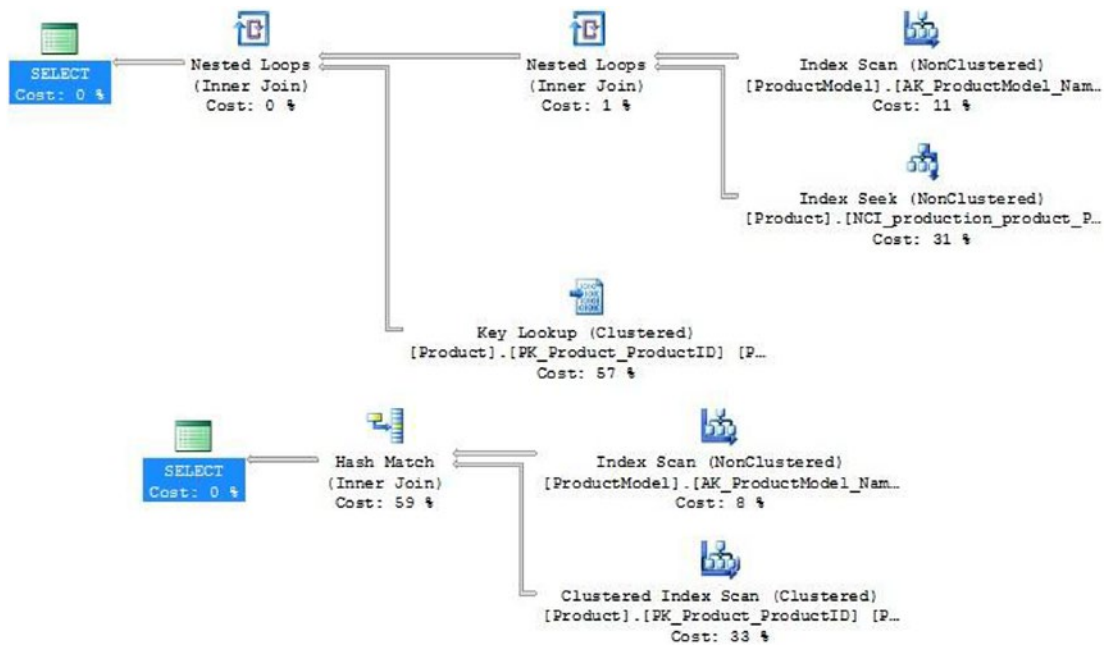 SELECT
Cost: 0 %
Nested Loops
(Inner Join)
Cost: 0 %
Nested Loops
(Inner Join)
Cost: 1 %
Index Scan (NonClustered)
[ProductModel].[AK_ProductModel_Nam…
Cost: 11 %
Index Seek (NonClustered)
[Product].[NCI_production_product_P…
Cost: 31 %
Key Lookup (Clustered)
[Product].[PK_Product_ProductID] [P…
Cost: 57 %
SELECT
Cost: 0 %
Hash Match
(Inner Join)
Cost: 59 %
Index Scan (NonClustered)
[ProductModel].[AK_ProductModel_Nam…
Cost: 8 %
Clustered Index Scan (Clustered)
[Product].[PK_Product_ProductID] [P…
Cost: 33 %